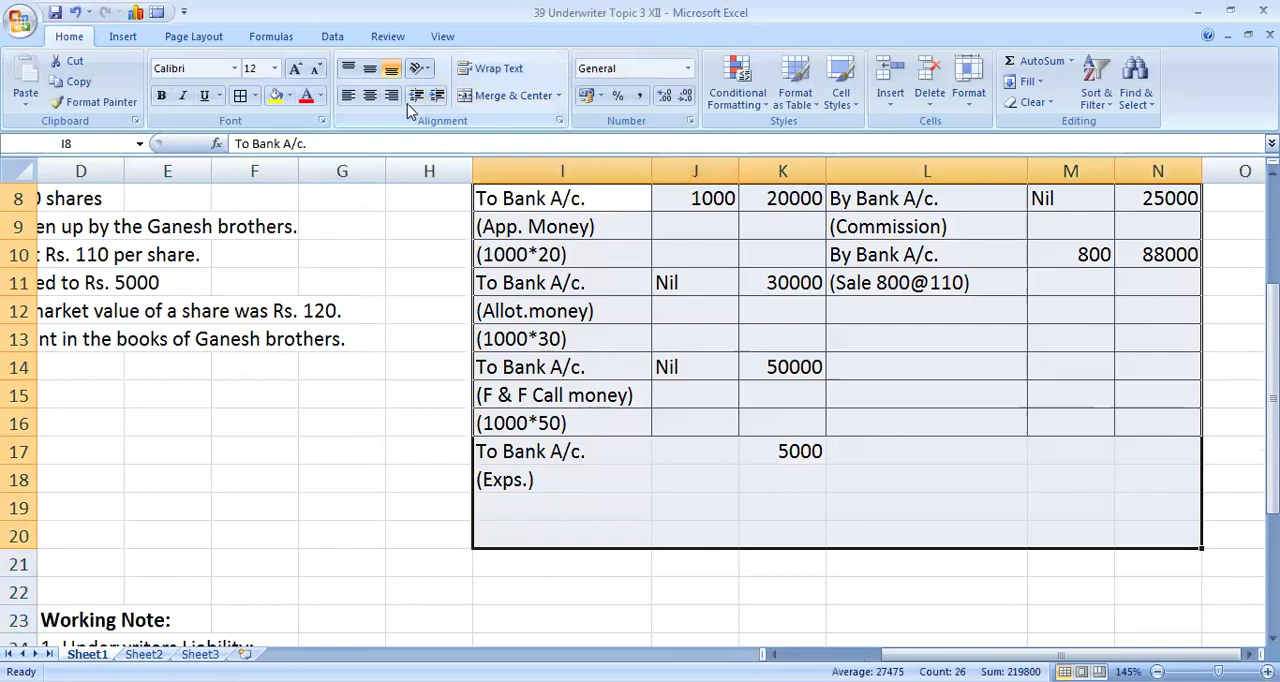 39 Underwriter Topic 3 XII - Microsoft Excel
Home Insert Page Layout Formulas Data Review View
Paste
Cut
Copy
Format Painter
Clipboard
Calibri 12
Font
Wrap Text
Merge & Center
Alignment
General
Number
Conditional Formatting
Format as Table
Cell Styles
Styles
Insert Delete Format
Cells
AutoSum
Fill
Clear
Sort & Filter
Find & Select
Editing
I8 fx To Bank A/c.
D E F G H I J K L M N O
8 0 shares To Bank A/c. 1000 20000 By Bank A/c. Nil 25000
9 en up by the Ganesh brothers. (App. Money) (Commission)
10 t Rs. 110 per share. (1000*20) By Bank A/c. 800 88000
11 ed to Rs. 5000 To Bank A/c. Nil 30000 (Sale 800@110)
12 market value of a share was Rs. 120. (Allot.money)
13 nt in the books of Ganesh brothers. (1000*30)
14 To Bank A/c. Nil 50000
15 (F & F Call money)
16 (1000*50)
17 To Bank A/c. 5000
18 (Exps.)
19
20
21
22
23 Working Note:
24 1. Underwriters Liability:
Sheet1 Sheet2 Sheet3
Ready Average: 27475 Count: 26 Sum: 219800 145%